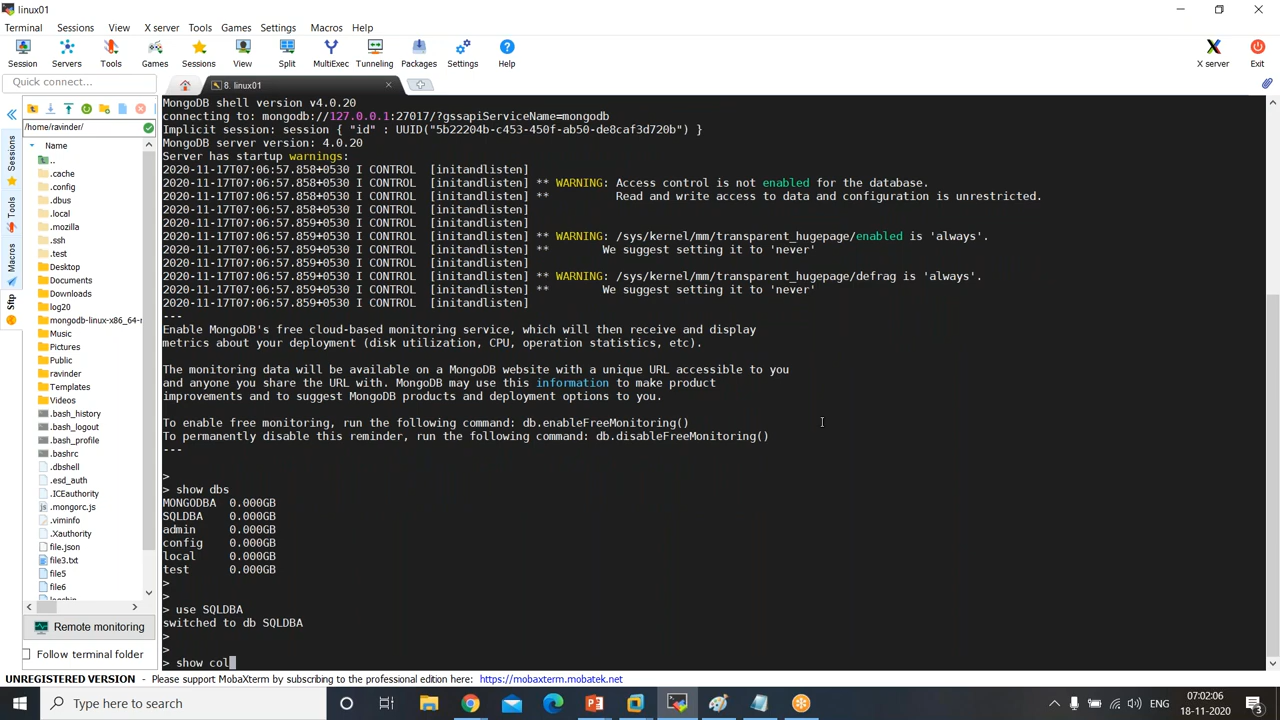 linux01
Terminal Sessions View X server Tools Games Settings Macros Help
Session Servers Tools Games Sessions View Split MultiExec Tunneling Packages Settings Help X server Exit
Quick connect...
8. linux01
/home/ravinder/
Name
..
.cache
.config
.dbus
.local
.mozilla
.ssh
.test
Desktop
Documents
Downloads
log20
mongodb-linux-x86_64-r
Music
Pictures
Public
ravinder
Templates
Videos
.bash_history
.bash_logout
.bash_profile
.bashrc
.dbshell
.esd_auth
.ICEauthority
.mongorc.js
.viminfo
.Xauthority
file.json
file3.txt
file5
file6
Sessions
Tools
Macros
Sftp
Remote monitoring
Follow terminal folder
MongoDB shell version v4.0.20
connecting to: mongodb://127.0.0.1:27017/?gssapiServiceName=mongodb
Implicit session: session { "id" : UUID("5b22204b-c453-450f-ab50-de8caf3d720b") }
MongoDB server version: 4.0.20
Server has startup warnings:
2020-11-17T07:06:57.858+0530 I CONTROL [initandlisten]
2020-11-17T07:06:57.858+0530 I CONTROL [initandlisten] ** WARNING: Access control is not enabled for the database.
2020-11-17T07:06:57.858+0530 I CONTROL [initandlisten] ** Read and write access to data and configuration is unrestricted.
2020-11-17T07:06:57.858+0530 I CONTROL [initandlisten]
2020-11-17T07:06:57.859+0530 I CONTROL [initandlisten]
2020-11-17T07:06:57.859+0530 I CONTROL [initandlisten] ** WARNING: /sys/kernel/mm/transparent_hugepage/enabled is 'always'.
2020-11-17T07:06:57.859+0530 I CONTROL [initandlisten] ** We suggest setting it to 'never'
2020-11-17T07:06:57.859+0530 I CONTROL [initandlisten]
2020-11-17T07:06:57.859+0530 I CONTROL [initandlisten] ** WARNING: /sys/kernel/mm/transparent_hugepage/defrag is 'always'.
2020-11-17T07:06:57.859+0530 I CONTROL [initandlisten] ** We suggest setting it to 'never'
2020-11-17T07:06:57.859+0530 I CONTROL [initandlisten]
---
Enable MongoDB's free cloud-based monitoring service, which will then receive and display
metrics about your deployment (disk utilization, CPU, operation statistics, etc).
The monitoring data will be available on a MongoDB website with a unique URL accessible to you
and anyone you share the URL with. MongoDB may use this information to make product
improvements and to suggest MongoDB products and deployment options to you.
To enable free monitoring, run the following command: db.enableFreeMonitoring()
To permanently disable this reminder, run the following command: db.disableFreeMonitoring()
---
>
> show dbs
MONGODBA 0.000GB
SQLDBA 0.000GB
admin 0.000GB
config 0.000GB
local 0.000GB
test 0.000GB
>
>
> use SQLDBA
switched to db SQLDBA
>
>
> show col
UNREGISTERED VERSION - Please support MobaXterm by subscribing to the professional edition here: https://mobaxterm.mobatek.net
Type here to search
ENG
07:02:06
18-11-2020
3